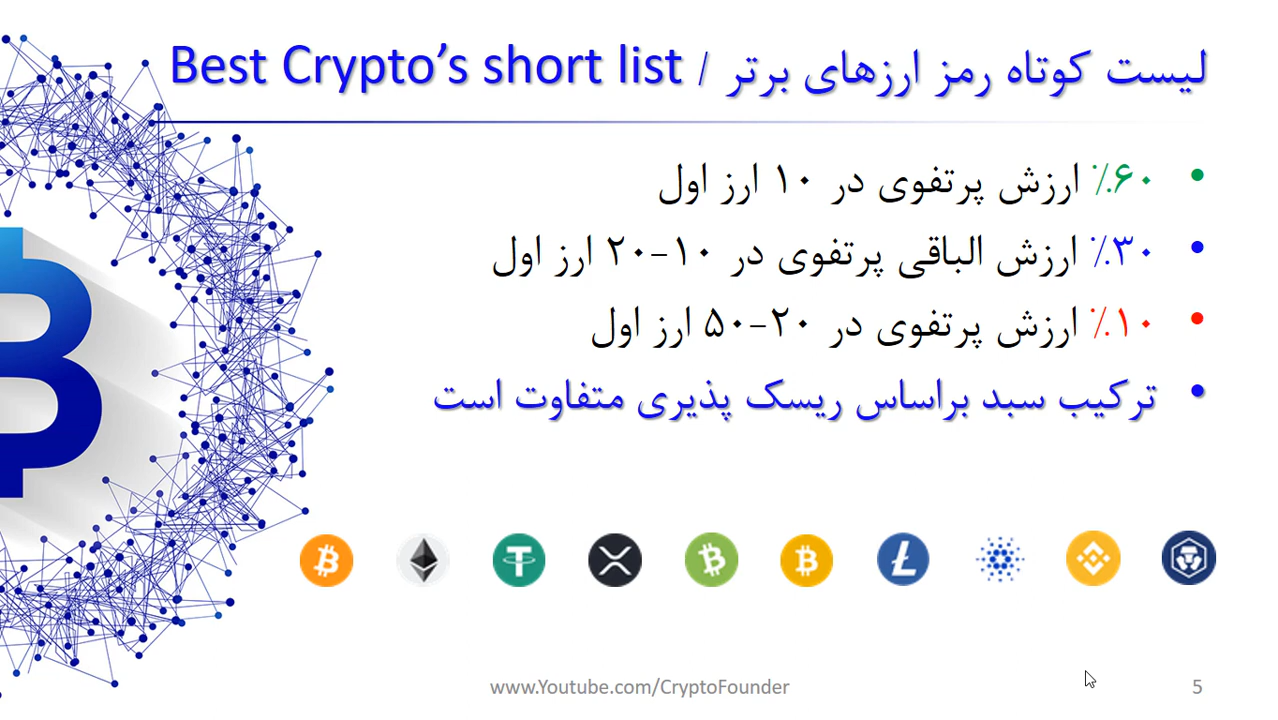 لیست کوتاه رمز ارزهای برتر / Best Crypto’s short list
• ٪۶۰ ارزش پرتفوی در ۱۰ ارز اول
• ٪۳۰ ارزش الباقی پرتفوی در ۱۰-۲۰ ارز اول
• ٪۱۰ ارزش پرتفوی در ۲۰-۵۰ ارز اول
• ترکیب سبد براساس ریسک پذیری متفاوت است
www.Youtube.com/CryptoFounder
5